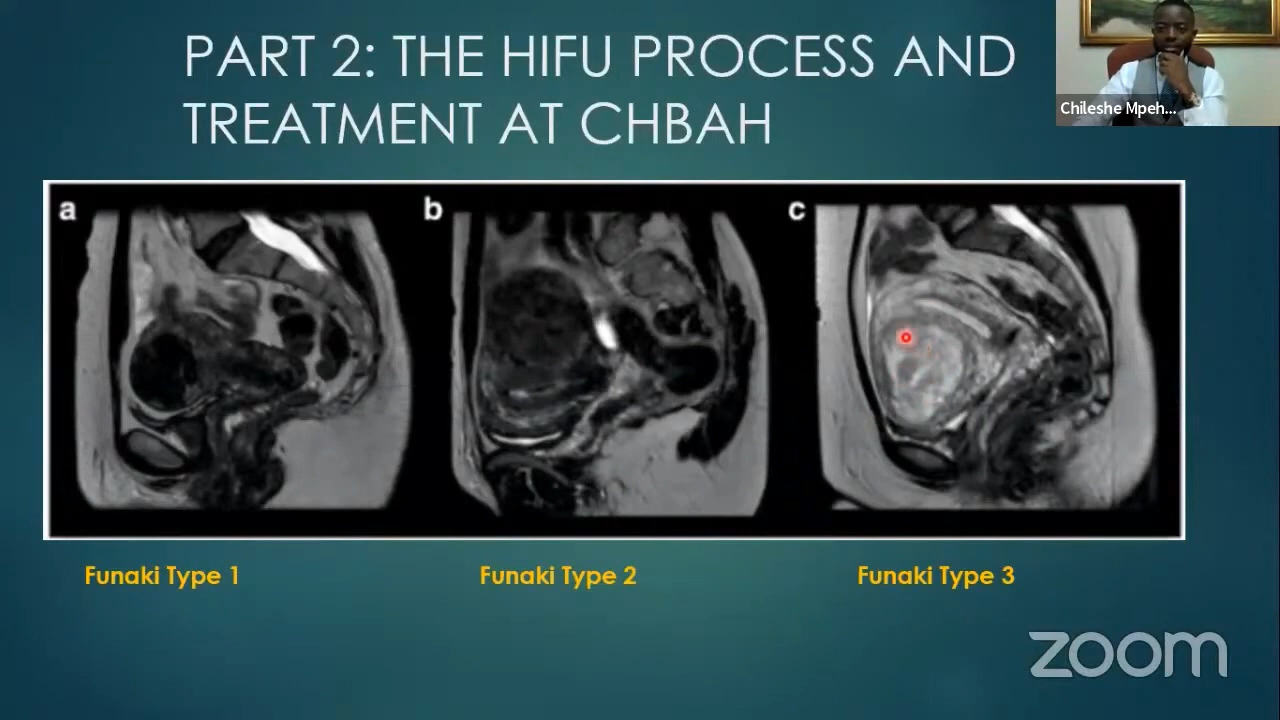 PART 2: THE HIFU PROCESS AND
TREATMENT AT CHBAH
Chileshe Mpeh...
a
b
c
Funaki Type 1
Funaki Type 2
Funaki Type 3
zoom